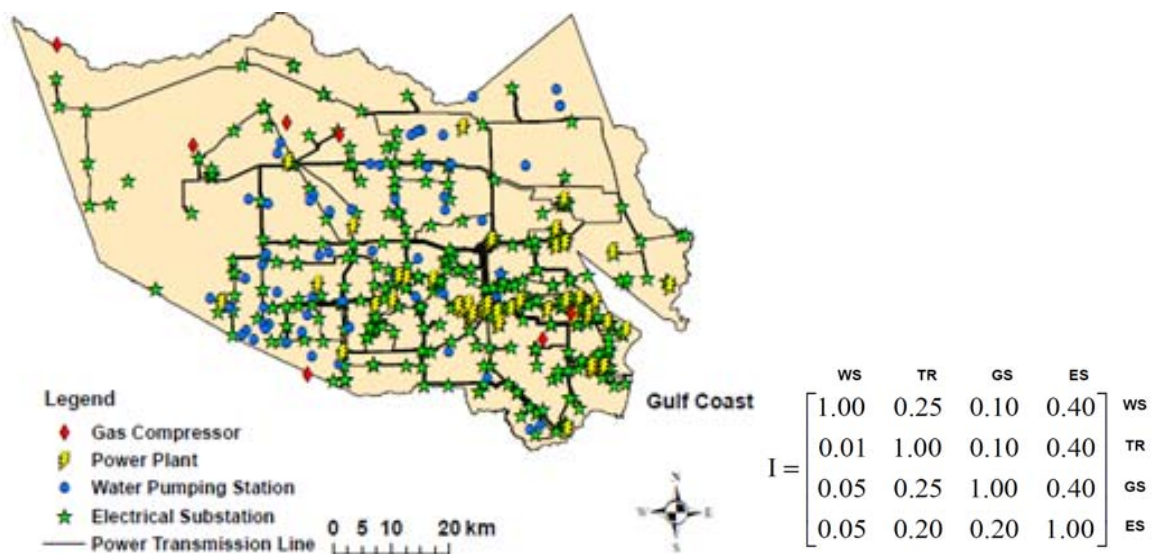 Gulf Coast
Legend
Gas Compressor
Power Plant
Water Pumping Station
Electrical Substation
Power Transmission Line
0 5 10 20 km
N
W E
S
WS TR GS ES
I = [1.00 0.25 0.10 0.40] WS
0.01 1.00 0.10 0.40 TR
0.05 0.25 1.00 0.40 GS
0.05 0.20 0.20 1.00 ES